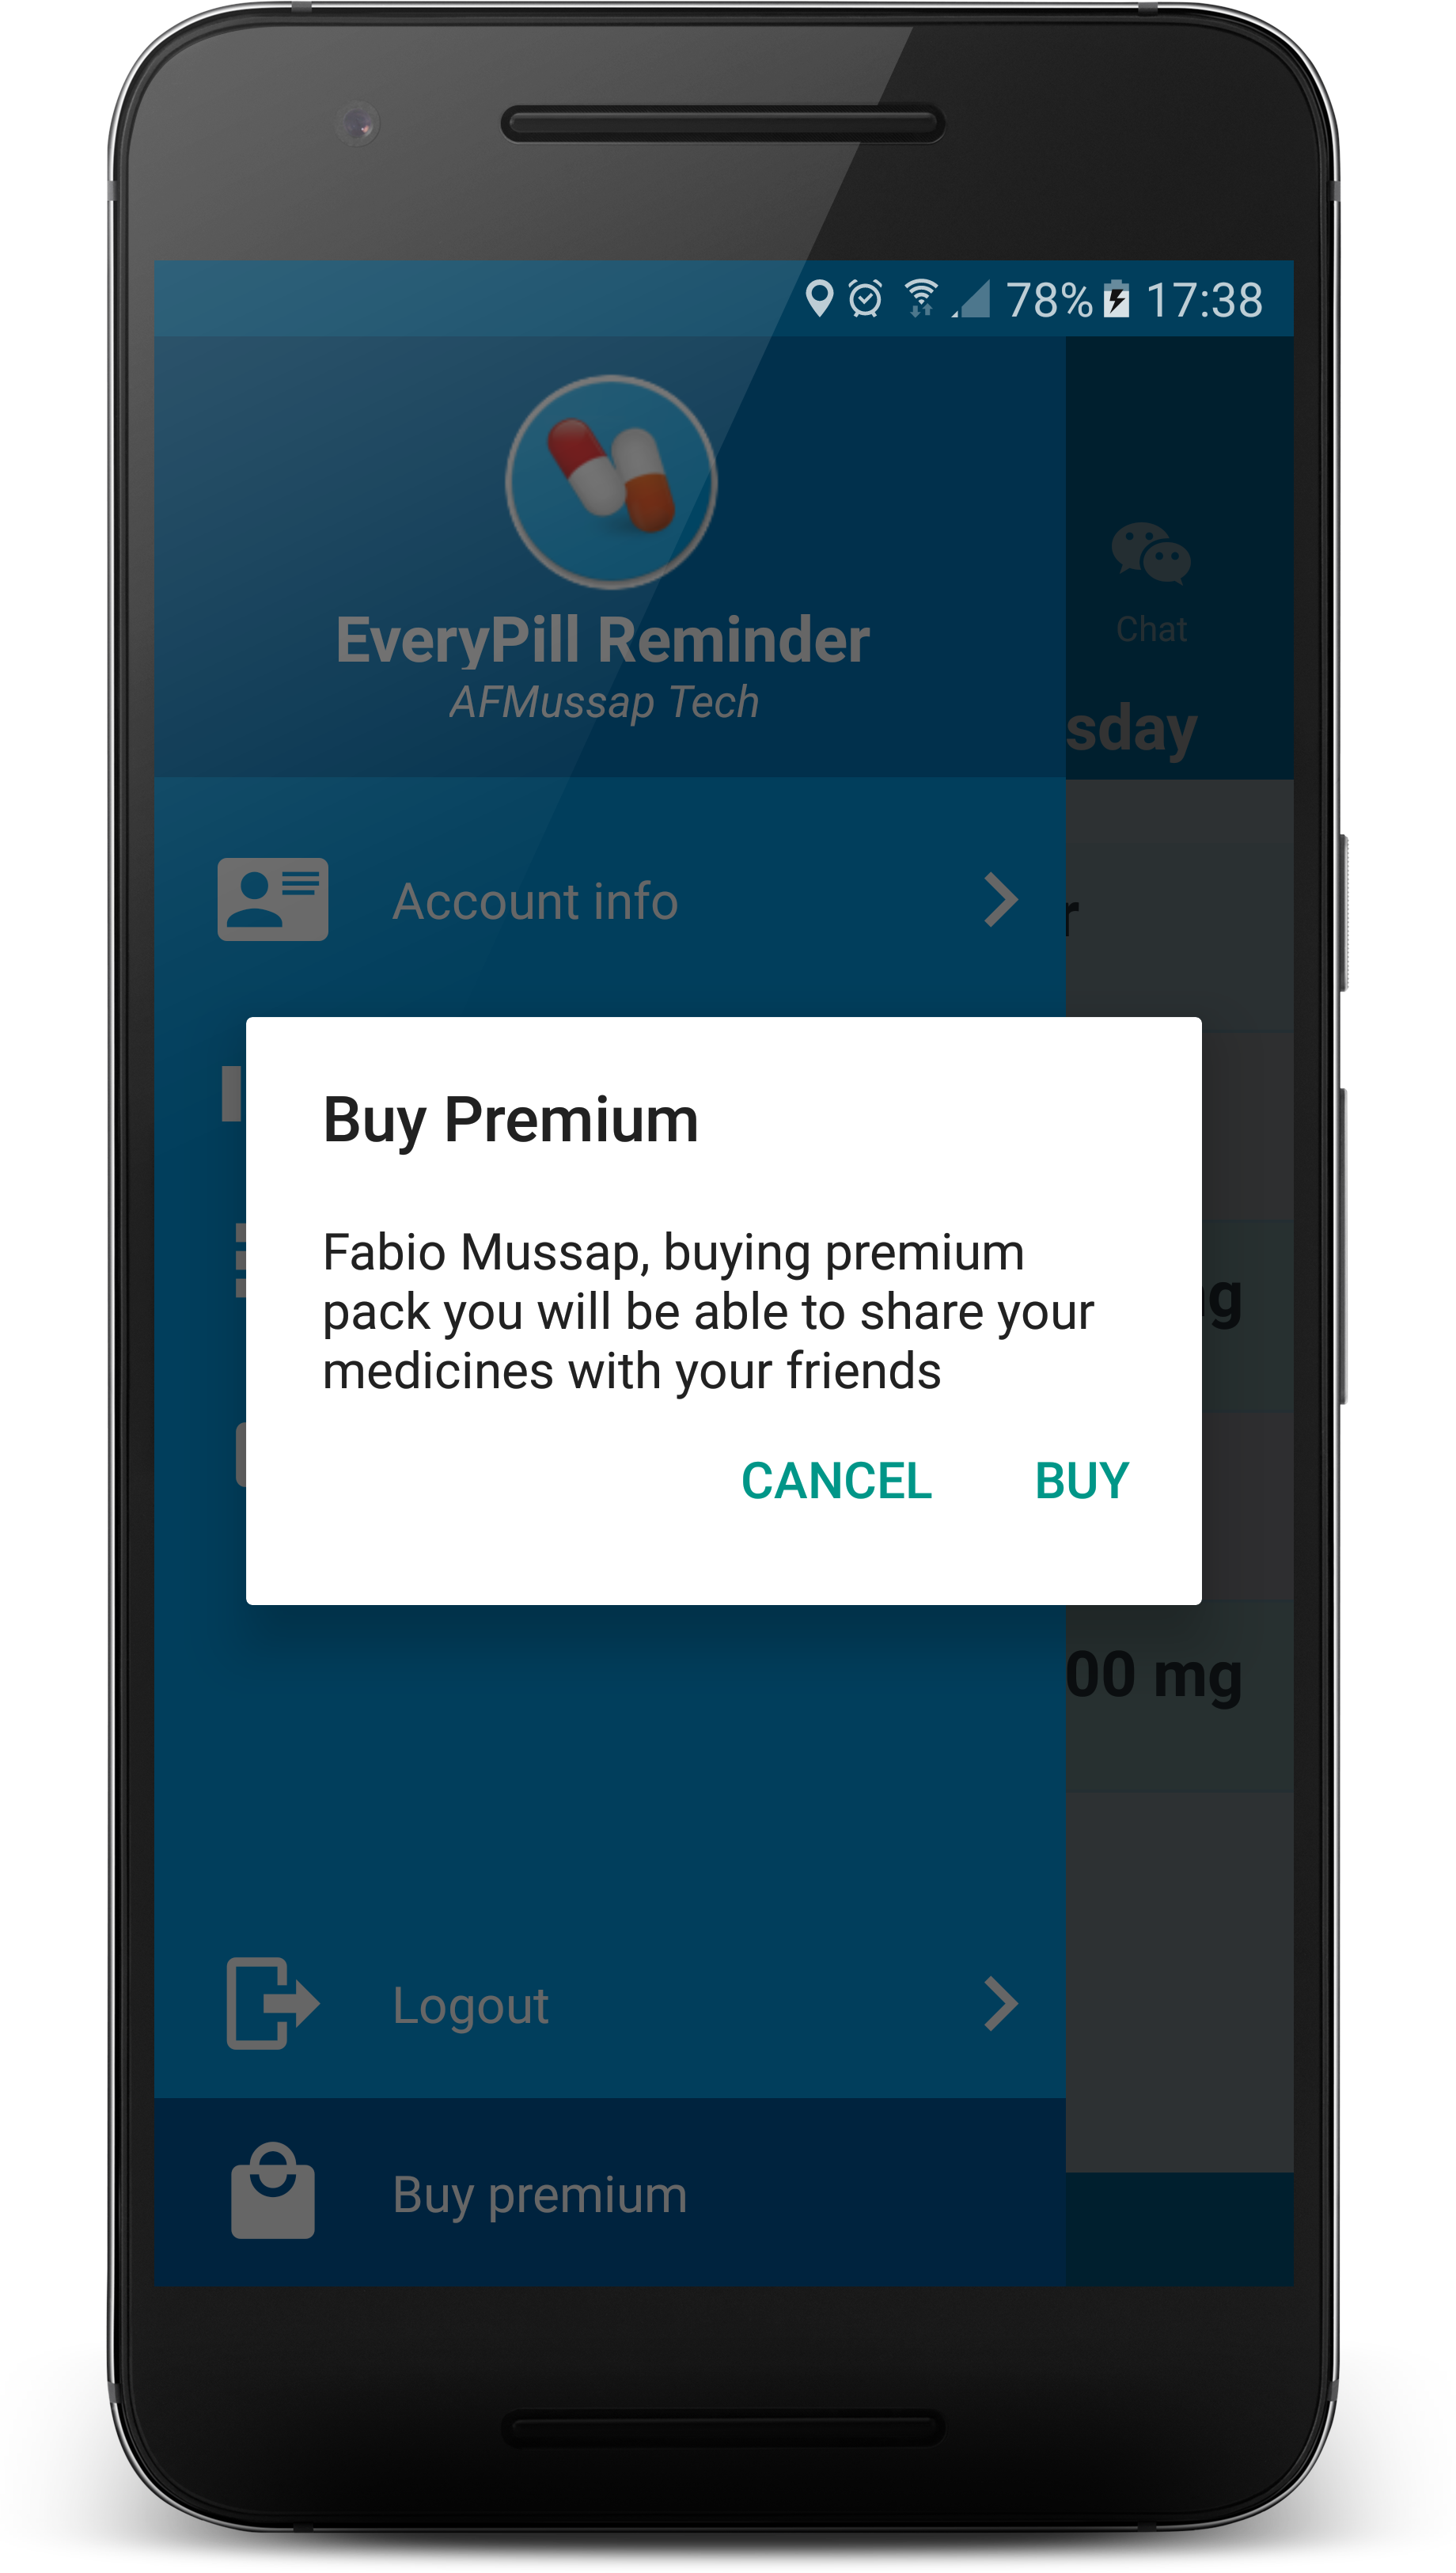 78% 17:38
EveryPill Reminder
AFMussap Tech
Chat
sday
Account info
r
Buy Premium
Fabio Mussap, buying premium
pack you will be able to share your
medicines with your friends
g
CANCEL BUY
00 mg
Logout
Buy premium